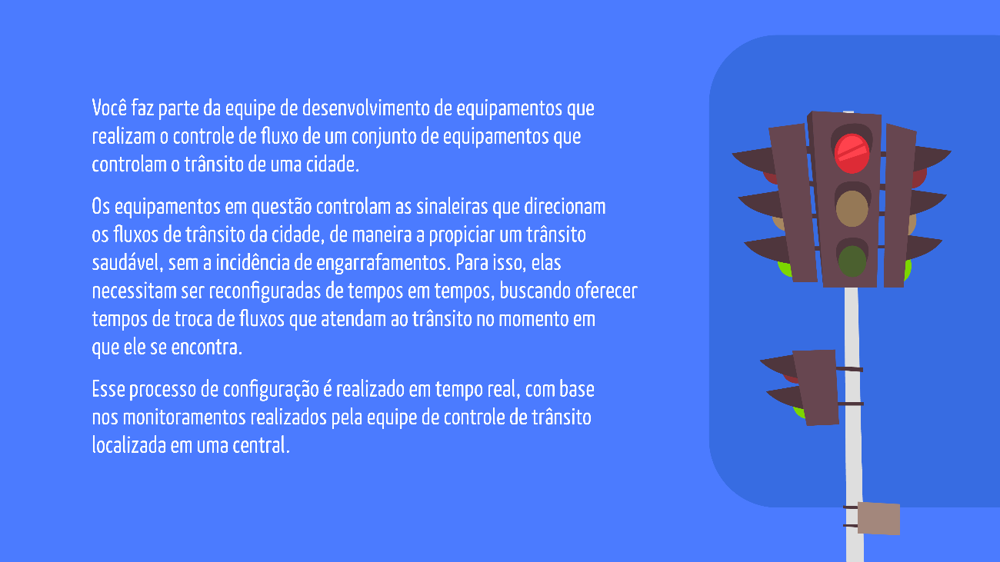 Você faz parte da equipe de desenvolvimento de equipamentos que
realizam o controle de fluxo de um conjunto de equipamentos que
controlam o trânsito de uma cidade.
Os equipamentos em questão controlam as sinaleiras que direcionam
os fluxos de trânsito da cidade, de maneira a propiciar um trânsito
saudável, sem a incidência de engarrafamentos. Para isso, elas
necessitam ser reconfiguradas de tempos em tempos, buscando oferecer
tempos de troca de fluxos que atendam ao trânsito no momento em
que ele se encontra.
Esse processo de configuração é realizado em tempo real, com base
nos monitoramentos realizados pela equipe de controle de trânsito
localizada em uma central.